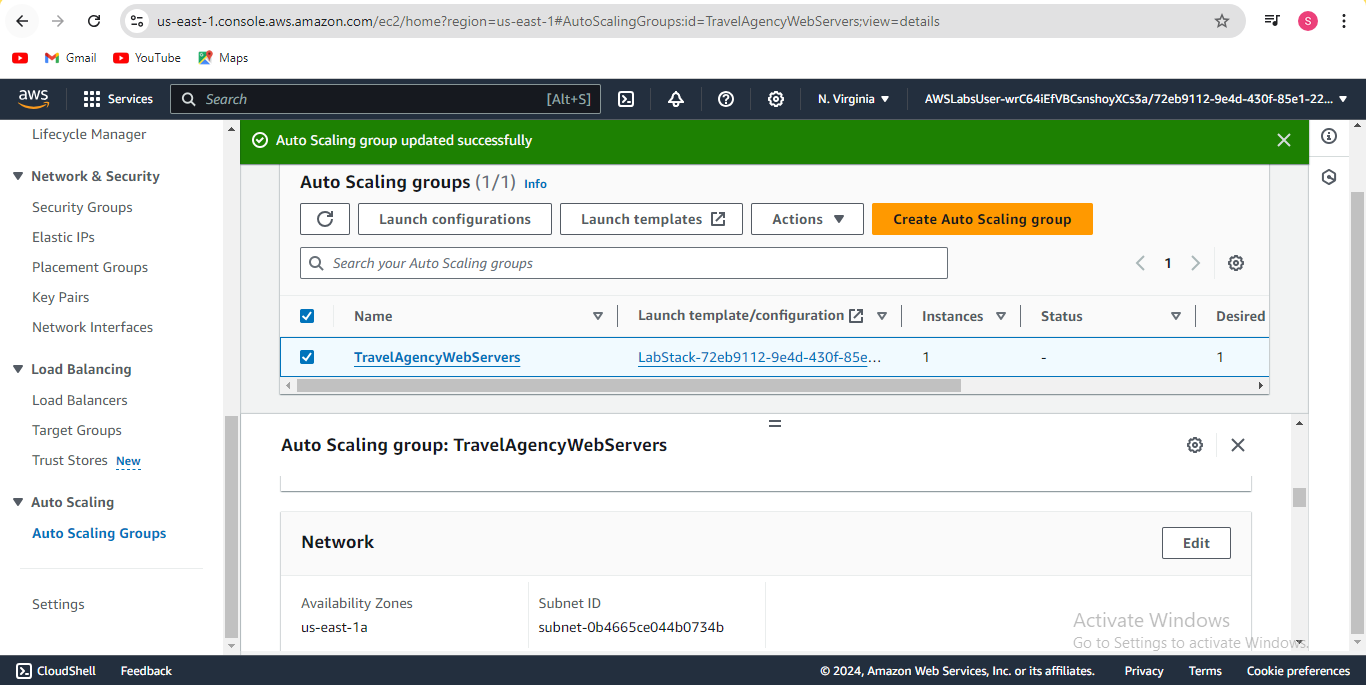 us-east-1.console.aws.amazon.com/ec2/home?region=us-east-1#AutoScalingGroups:id=TravelAgencyWebServers;view=details
S
Gmail YouTube Maps
aws Services Search [Alt+S] N. Virginia AWSLabsUser-wrC64iEfVBCsnshoyXCs3a/72eb9112-9e4d-430f-85e1-22...
Lifecycle Manager
Network & Security
Security Groups
Elastic IPs
Placement Groups
Key Pairs
Network Interfaces
Load Balancing
Load Balancers
Target Groups
Trust Stores New
Auto Scaling
Auto Scaling Groups
Settings
Auto Scaling group updated successfully
Auto Scaling groups (1/1) Info
Launch configurations Launch templates Actions Create Auto Scaling group
Search your Auto Scaling groups
1
Name Launch template/configuration Instances Status Desired
TravelAgencyWebServers LabStack-72eb9112-9e4d-430f-85e... 1 - 1
Auto Scaling group: TravelAgencyWebServers
Network Edit
Availability Zones Subnet ID
us-east-1a subnet-0b4665ce044b0734b
Activate Windows
Go to Settings to activate Windows.
CloudShell Feedback © 2024, Amazon Web Services, Inc. or its affiliates. Privacy Terms Cookie preferences